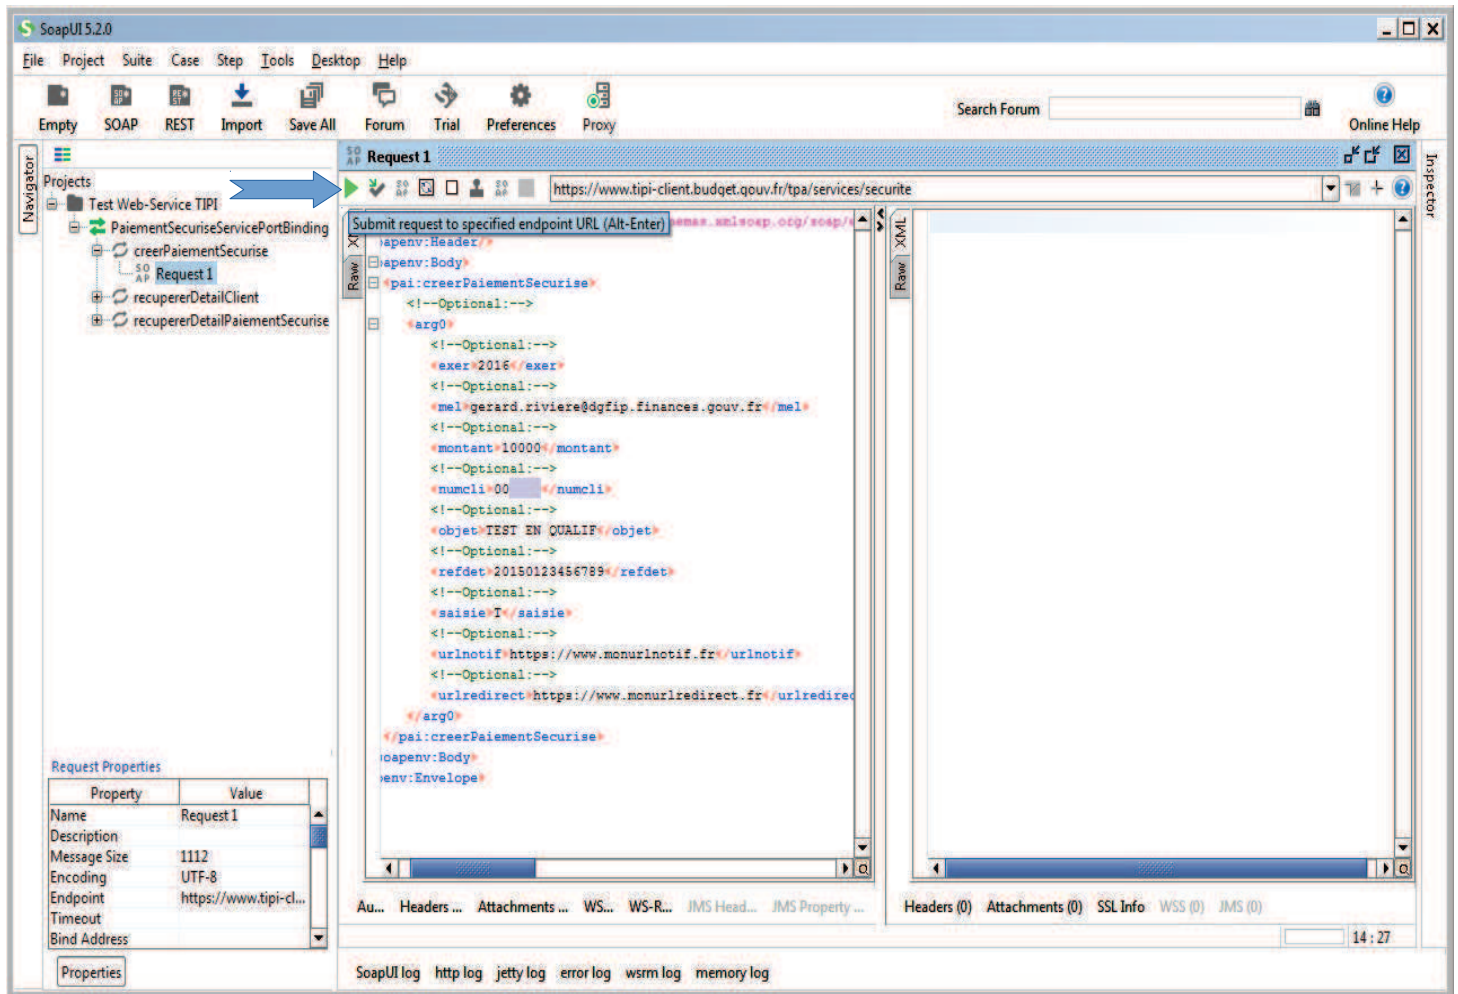 SoapUI 5.2.0
File Project Suite Case Step Tools Desktop Help
Empty SOAP REST Import Save All Forum Trial Preferences Proxy
Search Forum
Online Help
Navigator
Projects
Test Web-Service TIPI
PaiementSecuriseServicePortBinding
creerPaiementSecurise
Request 1
recupererDetailClient
recupererDetailPaiementSecurise
Request 1
https://www.tipi-client.budget.gouv.fr/tpa/services/securite
Inspector
Submit request to specified endpoint URL (Alt-Enter)
emas.xmlsoap.org/soap/
Raw
apenv:Header/>
apenv:Body>
<pai:creerPaiementSecurise>
<!--Optional:-->
<arg0>
<!--Optional:-->
<exer>2016</exer>
<!--Optional:-->
<mel>gerard.riviere@dgfip.finances.gouv.fr</mel>
<!--Optional:-->
<montant>10000</montant>
<!--Optional:-->
<numcli>00 </numcli>
<!--Optional:-->
<objet>TEST EN QUALIF</objet>
<!--Optional:-->
<refdet>20150123456789</refdet>
<!--Optional:-->
<saisie>T</saisie>
<!--Optional:-->
<urlnotif>https://www.monurlnotif.fr</urlnotif>
<!--Optional:-->
<urlredirect>https://www.monurlredirect.fr</urlredirec
</arg0>
</pai:creerPaiementSecurise>
oapenv:Body>
env:Envelope>
XML
Raw
Request Properties
Property Value
Name Request 1
Description
Message Size 1112
Encoding UTF-8
Endpoint https://www.tipi-cl...
Timeout
Bind Address
Properties
Au... Headers ... Attachments ... WS... WS-R... JMS Head... JMS Property ...
Headers (0) Attachments (0) SSL Info WSS (0) JMS (0)
14 : 27
SoapUI log http log jetty log error log wsrm log memory log